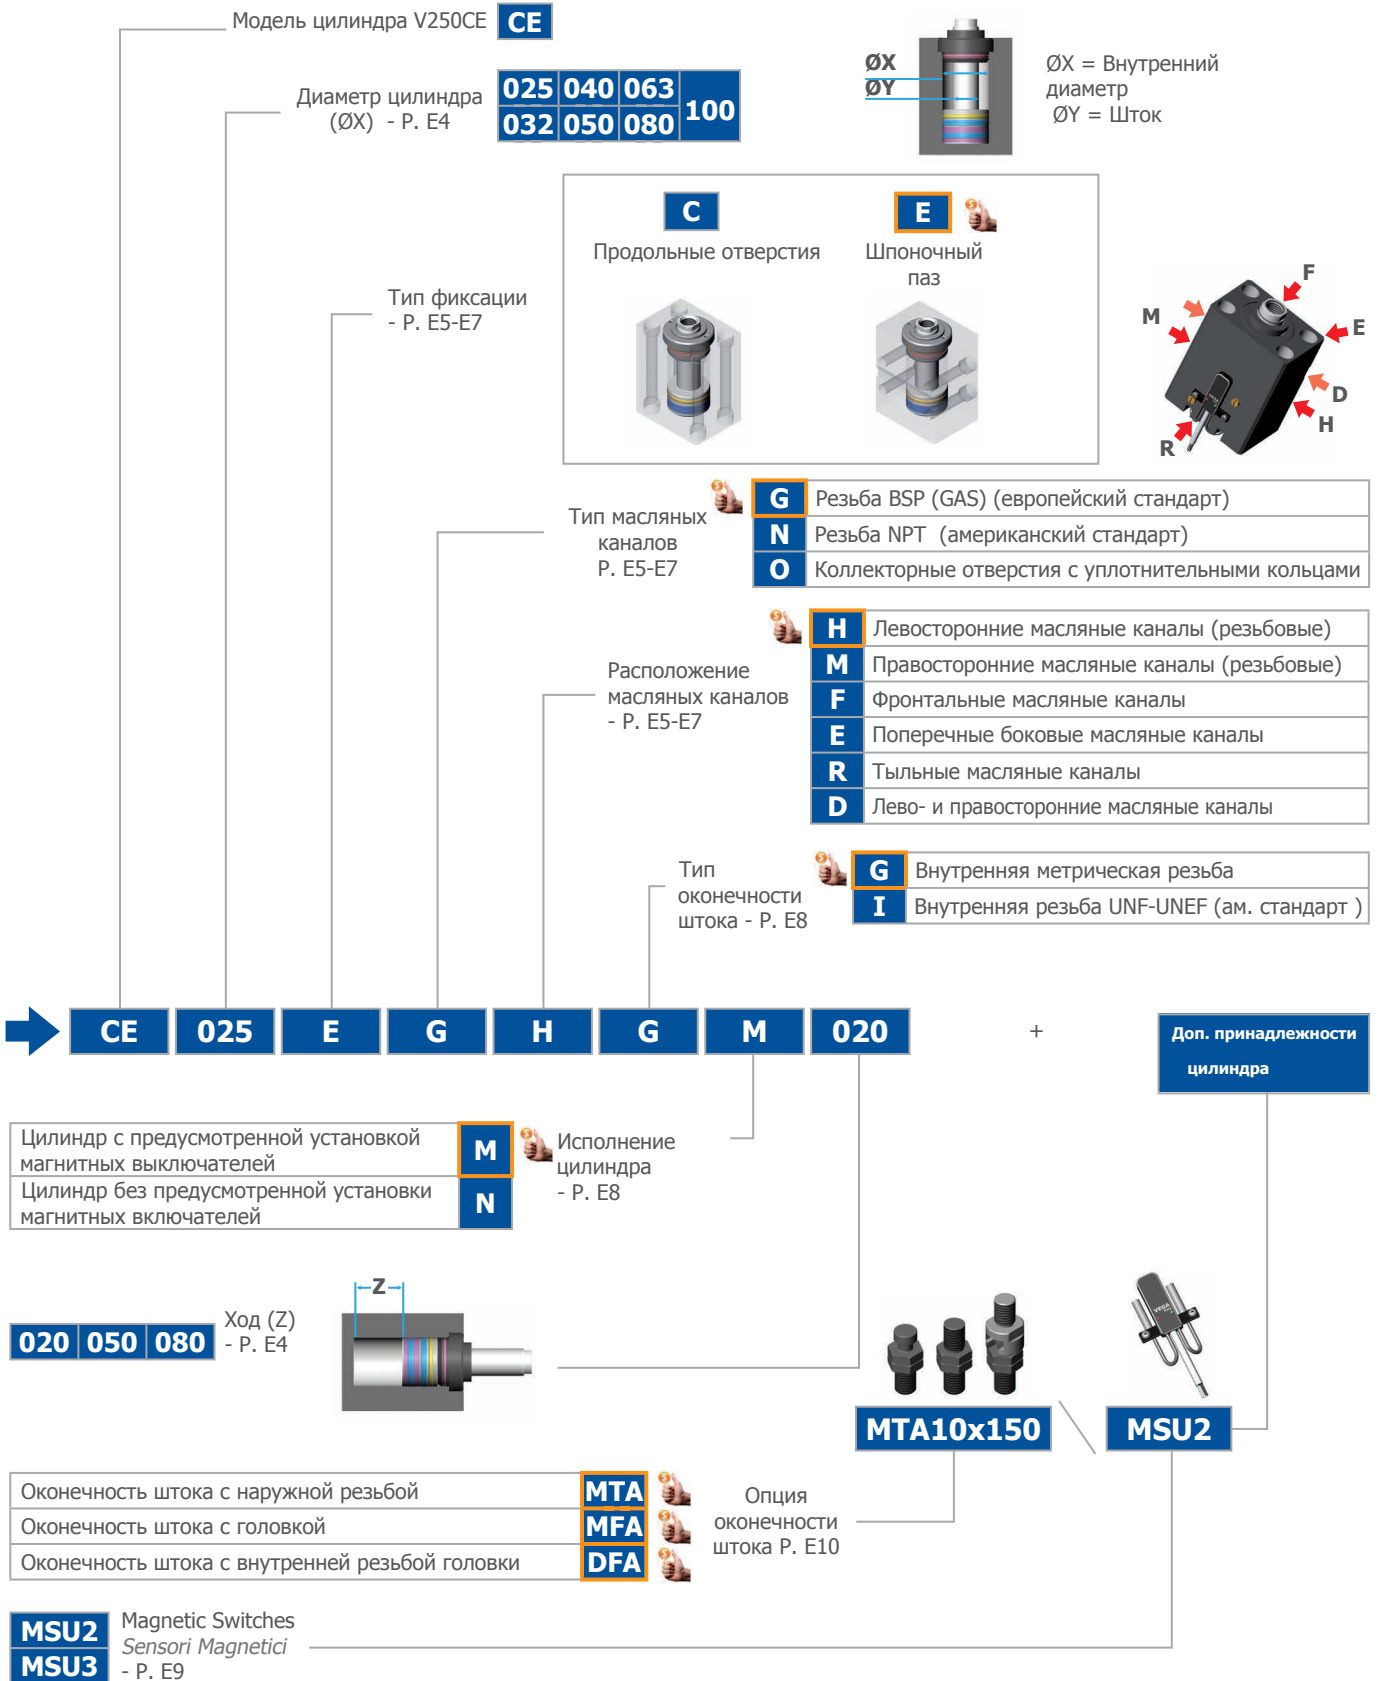 Модель цилиндра V250CE CE
ØX
ØY
ØX = Внутренний
диаметр
ØY = Шток
Диаметр цилиндра
(ØX) - P. E4
025 040 063
100
032 050 080
C
E
Продольные отверстия
Шпоночный
паз
Тип фиксации
- P. E5-E7
F
M
E
D
H
R
Тип масляных
каналов
P. E5-E7
G Резьба BSP (GAS) (европейский стандарт)
N Резьба NPT (американский стандарт)
O Коллекторные отверстия с уплотнительными кольцами
Расположение
масляных каналов
- P. E5-E7
H Левосторонние масляные каналы (резьбовые)
M Правосторонние масляные каналы (резьбовые)
F Фронтальные масляные каналы
E Поперечные боковые масляные каналы
R Тыльные масляные каналы
D Лево- и правосторонние масляные каналы
Тип
оконечности
штока - P. E8
G Внутренняя метрическая резьба
I Внутренняя резьба UNF-UNEF (ам. стандарт )
CE 025 E G H G M 020 +
Доп. принадлежности
цилиндра
Цилиндр с предусмотренной установкой
магнитных выключателей
M
Цилиндр без предусмотренной установки
магнитных включателей
N
Исполнение
цилиндра
- P. E8
020 050 080
Ход (Z)
- P. E4
Z
VEGA
MTA10x150
MSU2
Оконечность штока с наружной резьбой MTA
Оконечность штока с головкой MFA
Оконечность штока с внутренней резьбой головки DFA
Опция
оконечности
штока P. E10
MSU2
MSU3
Magnetic Switches
Sensori Magnetici
- P. E9